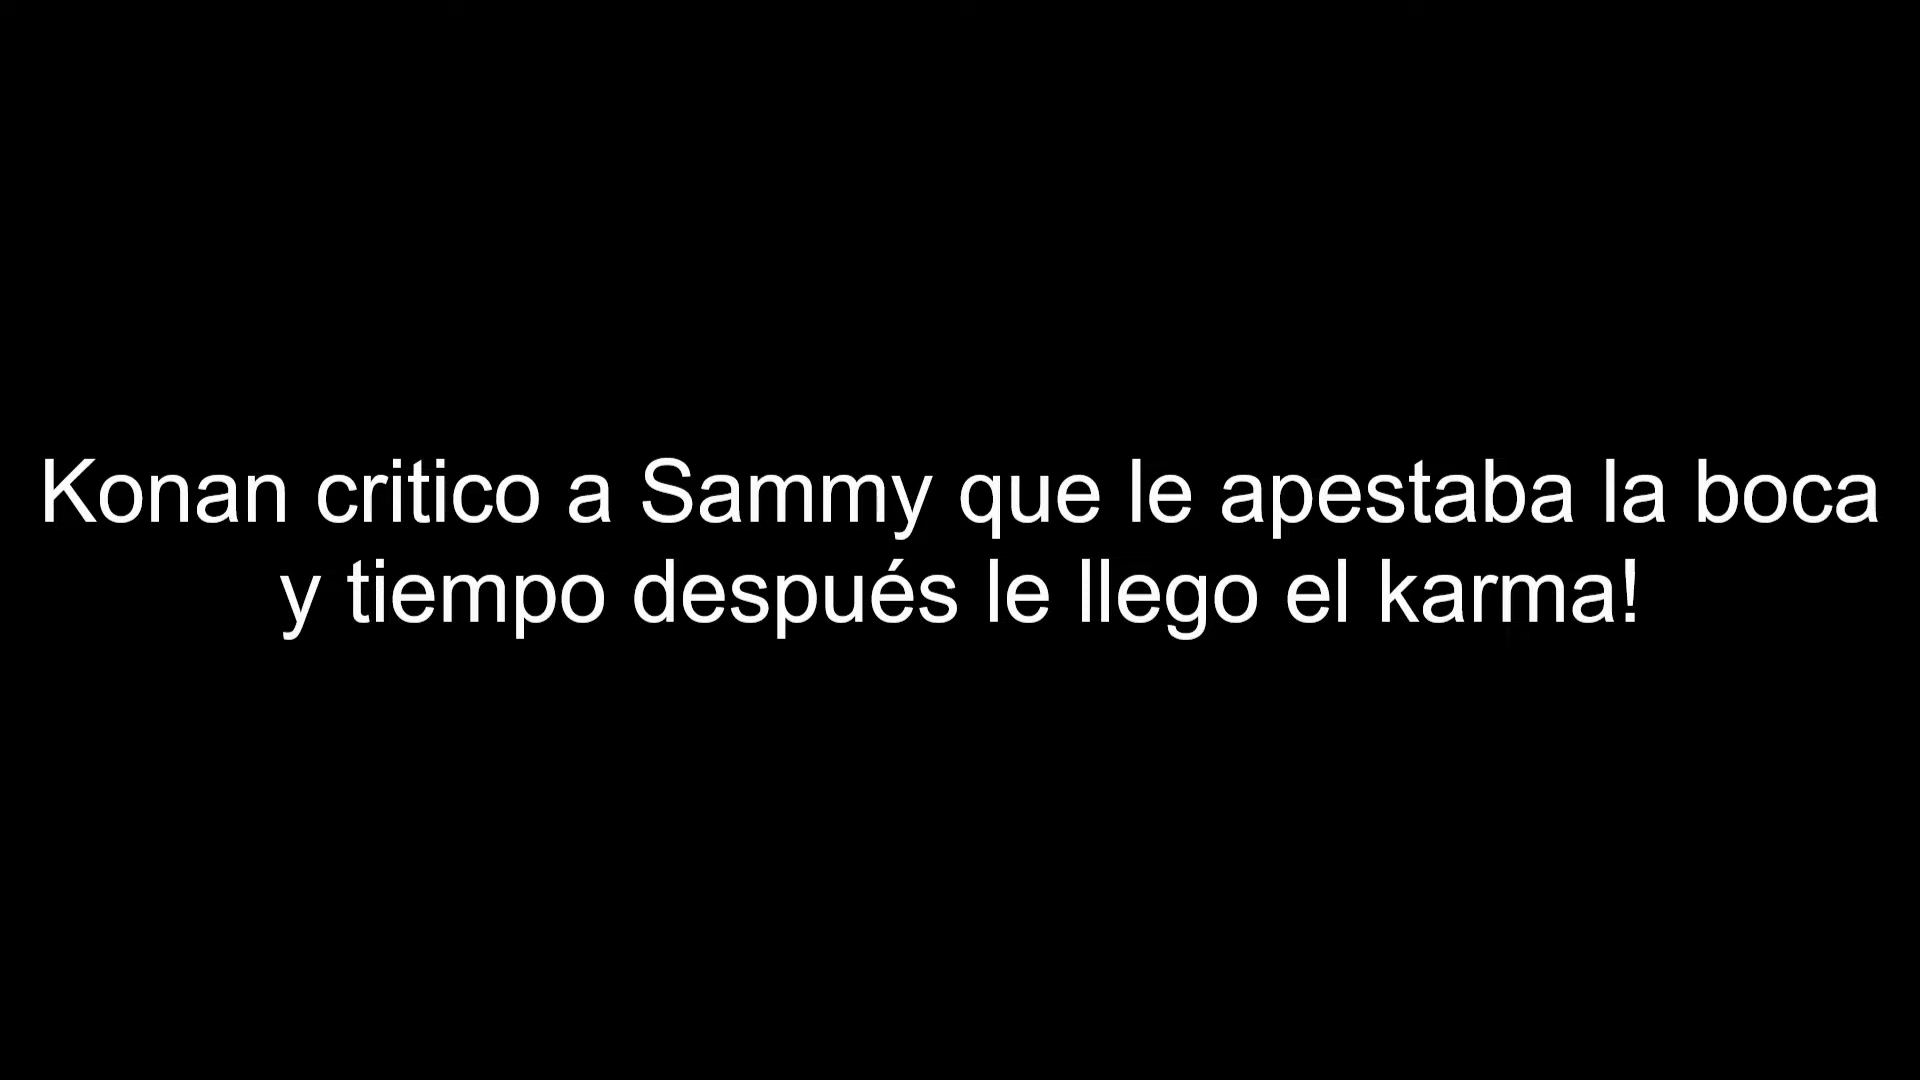 Konan critico a Sammy que le apestaba la boca
y tiempo después le llego el karma!